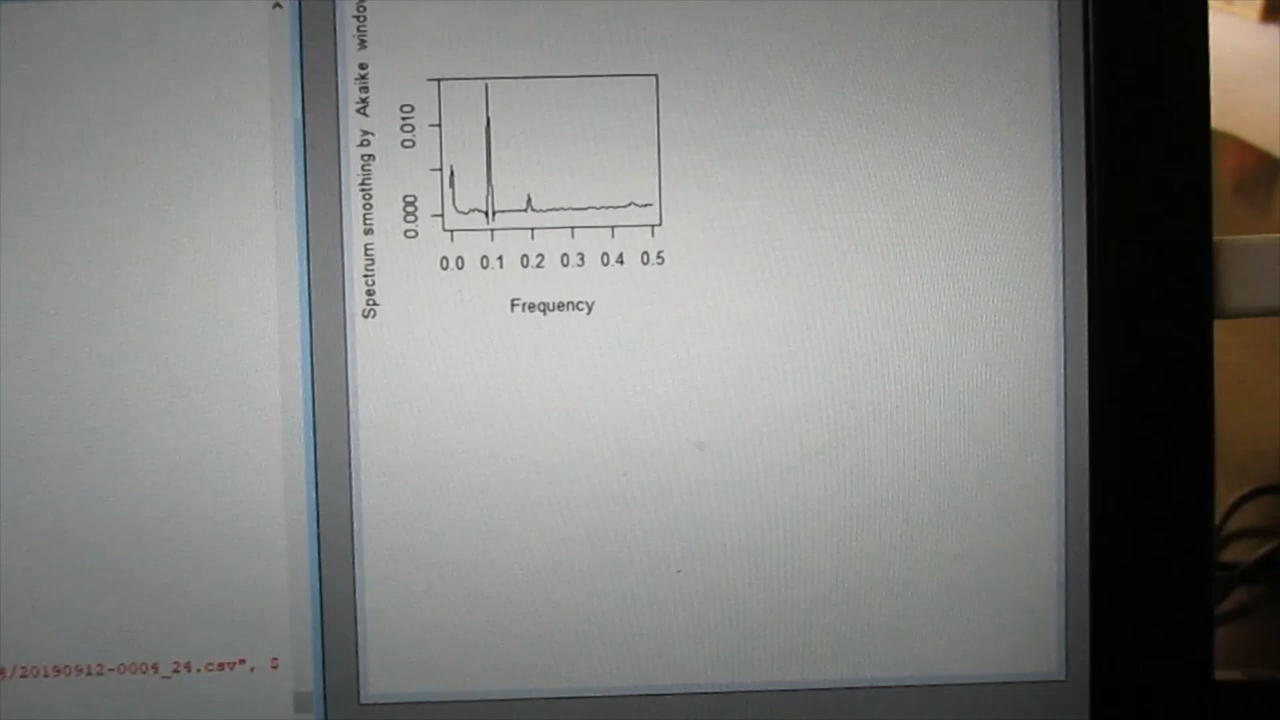 Spectrum smoothing by Akaike window
0.010
0.000
0.0 0.1 0.2 0.3 0.4 0.5
Frequency
/20190912-0004_24.csv", $